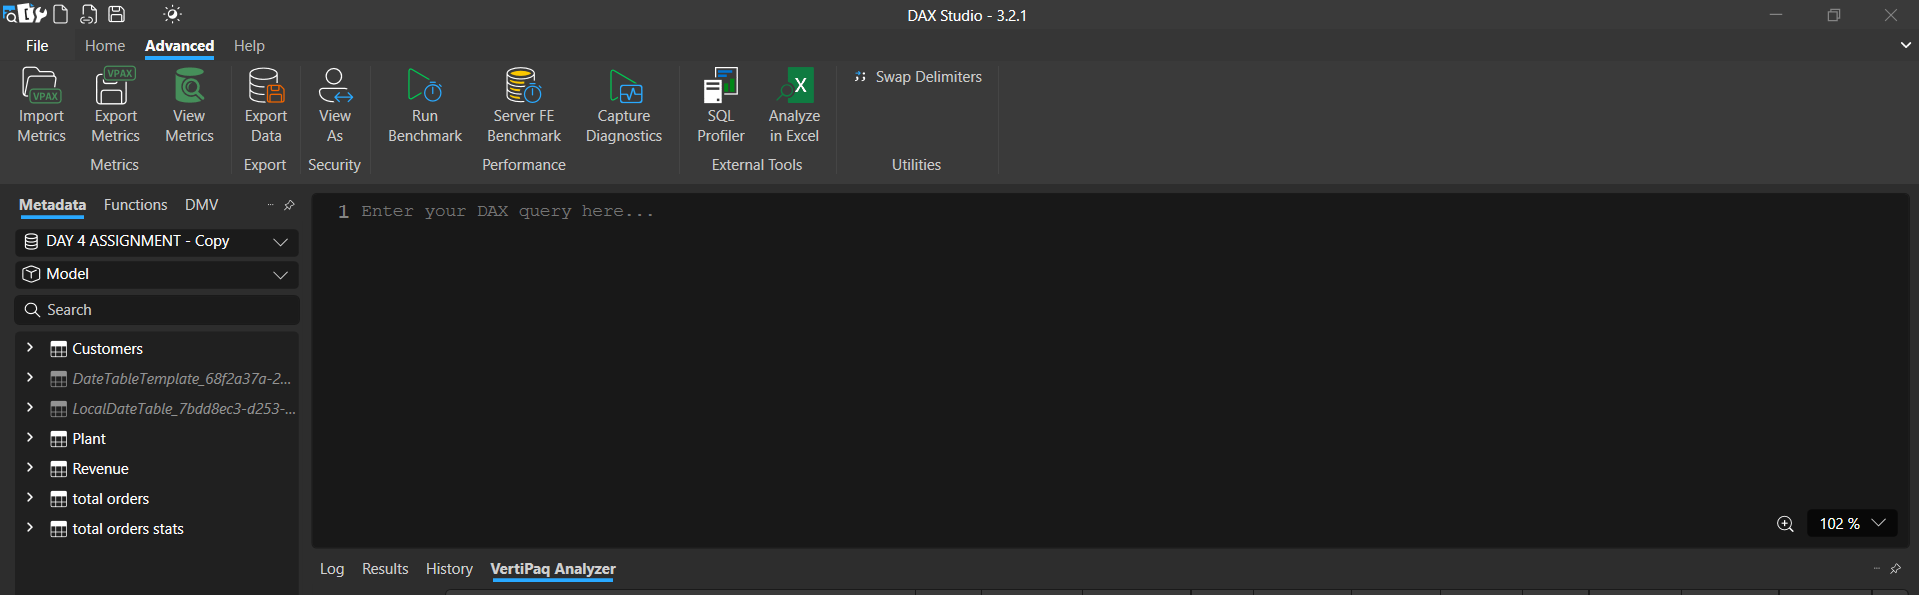 DAX Studio - 3.2.1
File Home Advanced Help
VPAX VPAX
Import Metrics
Export Metrics
View Metrics
Export Data
View As
Run Benchmark
Server FE Benchmark
Capture Diagnostics
SQL Profiler
X
Analyze in Excel
Swap Delimiters
Metrics Export Security Performance External Tools Utilities
Metadata Functions DMV
DAY 4 ASSIGNMENT - Copy
Model
Search
Customers
DateTableTemplate_68f2a37a-2...
LocalDateTable_7bdd8ec3-d253-...
Plant
Revenue
total orders
total orders stats
1 Enter your DAX query here...
102 %
Log Results History VertiPaq Analyzer